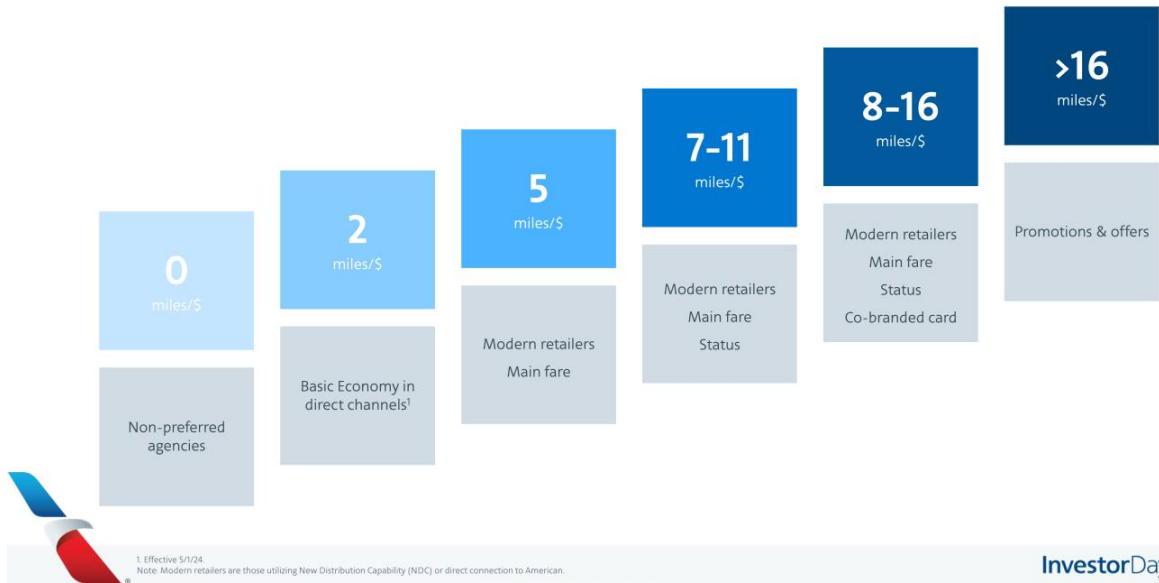 0
miles/$
Non-preferred
agencies
2
miles/$
Basic Economy in
direct channels¹
5
miles/$
Modern retailers
Main fare
7-11
miles/$
Modern retailers
Main fare
Status
8-16
miles/$
Modern retailers
Main fare
Status
Co-branded card
>16
miles/$
Promotions & offers
®
1. Effective 5/1/24.
Note: Modern retailers are those utilizing New Distribution Capability (NDC) or direct connection to American.
InvestorDa